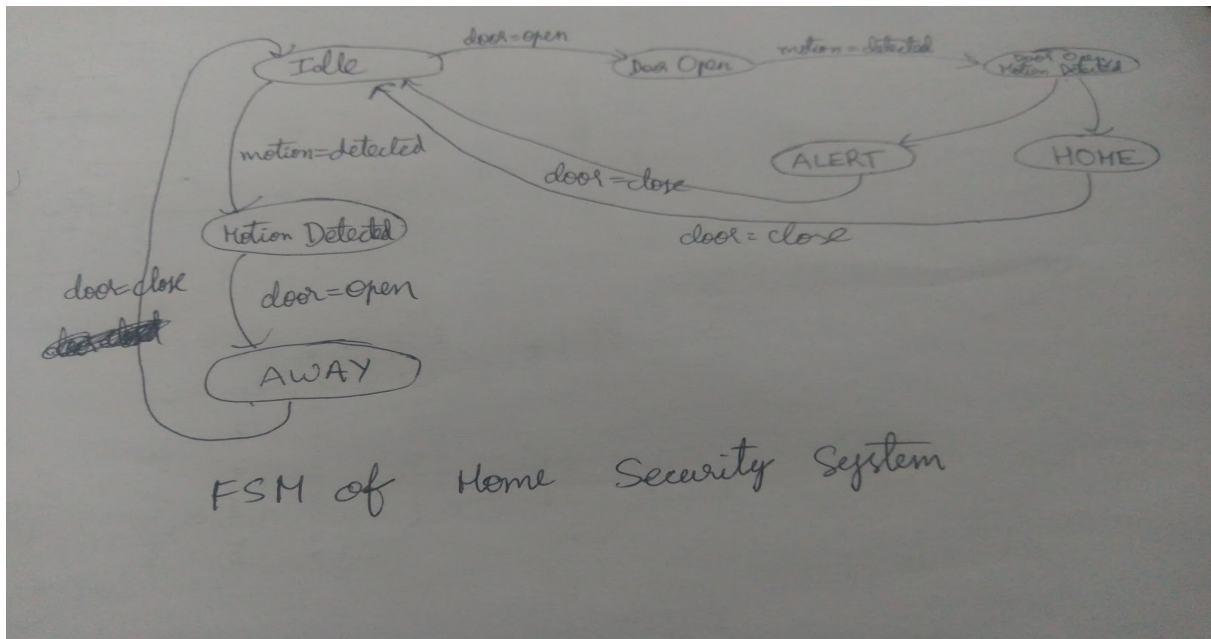 door=open
motion=detected
Idle
Door Open
Door Open
Motion Detected
motion=detected
ALERT
HOME
door=close
door=close
Motion Detected
door=close
door=open
AWAY
FSM of Home Security System